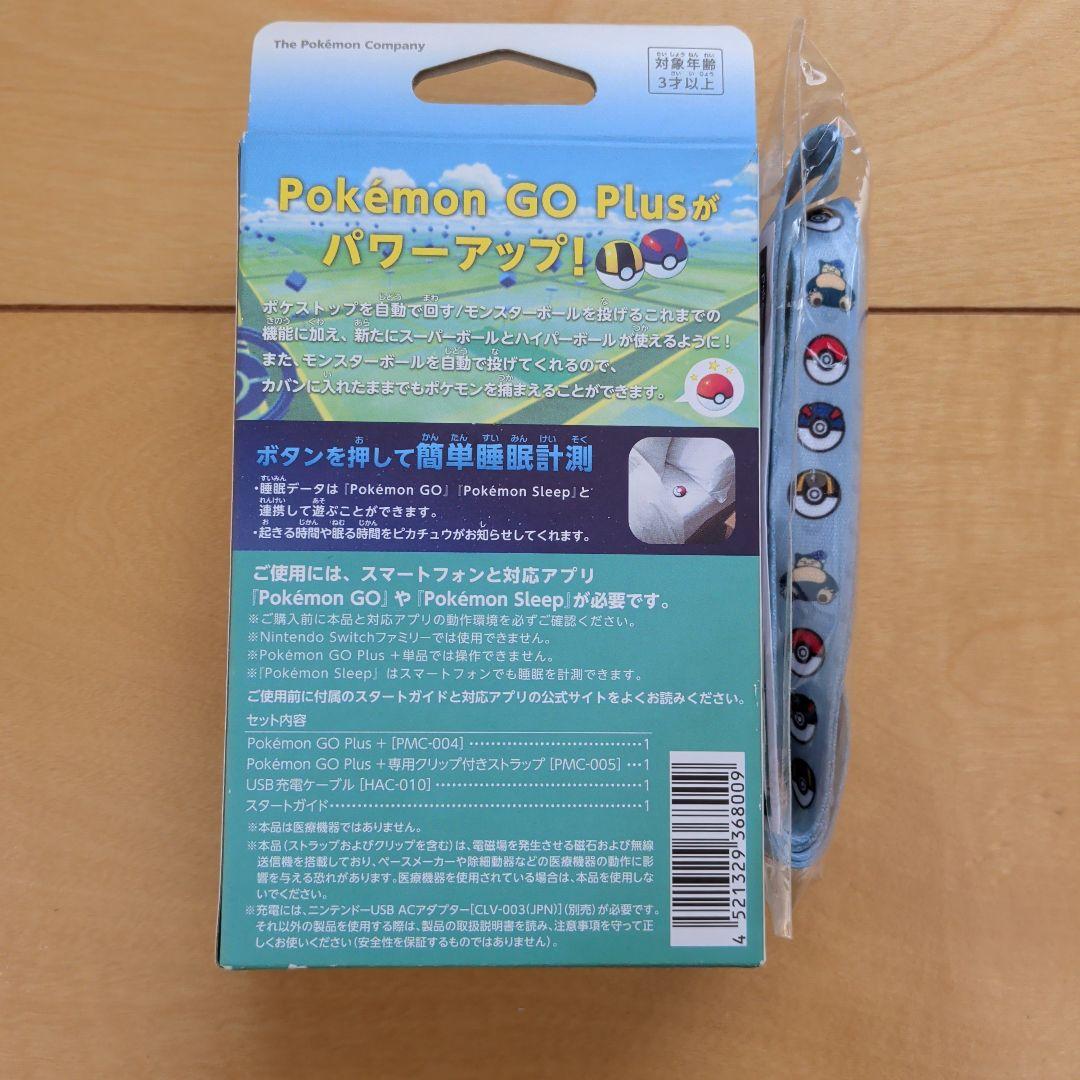 The Pokémon Company
対象年齢
3才以上
Pokémon GO Plusが
パワーアップ!
ポケストップを自動で回す/モンスターボールを投げるこれまでの
機能に加え、新たにスーパーボールとハイパーボールが使えるように!
また、モンスターボールを自動で投げてくれるので、
カバンに入れたままでもポケモンを捕まえることができます。
ボタンを押して簡単睡眠計測
・睡眠データは『Pokémon GO』『Pokémon Sleep』と
連携して遊ぶことができます。
・起きる時間や眠る時間をピカチュウがお知らせしてくれます。
ご使用には、スマートフォンと対応アプリ
『Pokémon GO』や『Pokémon Sleep』が必要です。
※ご購入前に本品と対応アプリの動作環境を必ずご確認ください。
※Nintendo Switchファミリーでは使用できません。
※Pokémon GO Plus +単品では操作できません。
※『Pokémon Sleep』はスマートフォンでも睡眠を計測できます。
ご使用前に付属のスタートガイドと対応アプリの公式サイトをよくお読みください。
セット内容
Pokémon GO Plus + [PMC-004] ……………………………1
Pokémon GO Plus +専用クリップ付きストラップ [PMC-005] …1
USB充電ケーブル [HAC-010] ……………………………………1
スタートガイド……………………………………………………1
※本品は医療機器ではありません。
※本品(ストラップおよびクリップを含む)は、電磁場を発生させる磁石および無線
送信機を搭載しており、ペースメーカーや除細動器などの医療機器の動作に影
響を与える恐れがあります。医療機器を使用されている場合は、本品を使用しな
いでください。
※充電には、ニンテンドーUSB ACアダプター[CLV-003(JPN)](別売)が必要です。
それ以外の製品を使用する際は、製品の取扱説明書を読み、注意事項を守って正
しくお使いください(安全性を保証するものではありません)。
4 521329 368009